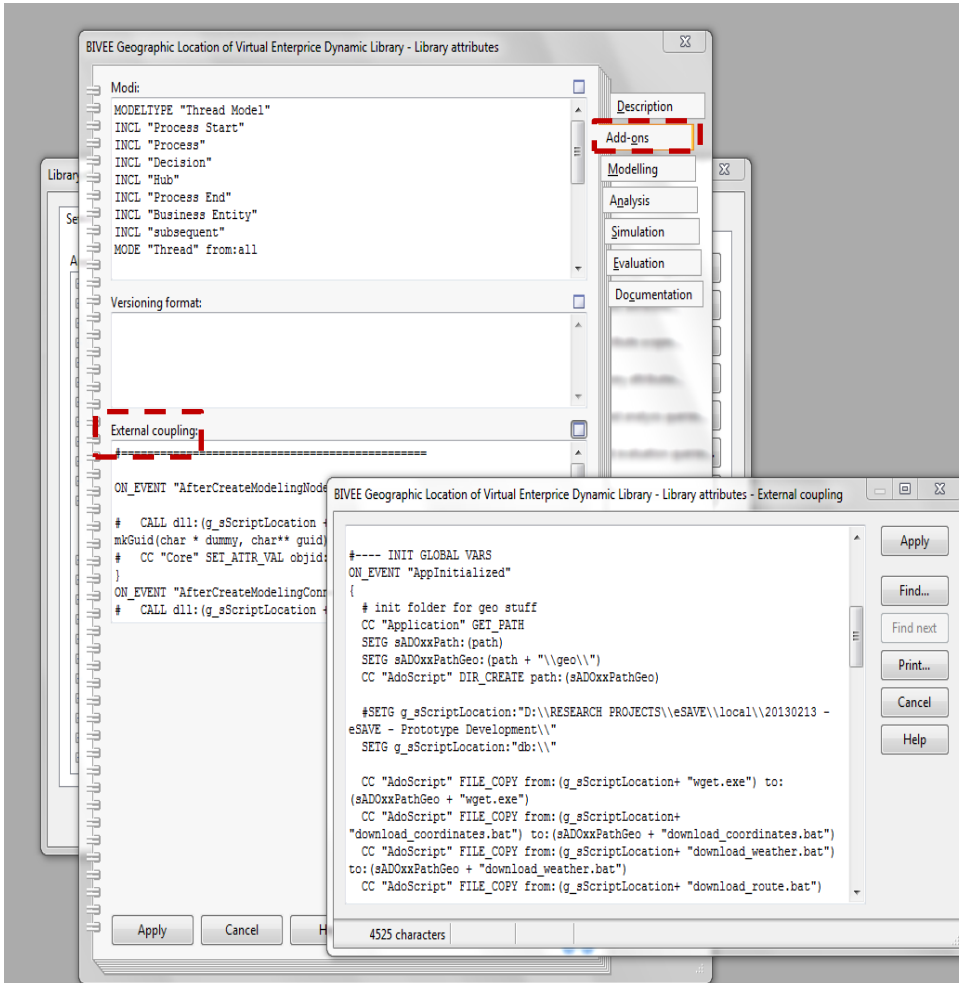 BIVEE Geographic Location of Virtual Enterprice Dynamic Library - Library attributes
Modi:
MODELTYPE "Thread Model"
INCL "Process Start"
INCL "Process"
INCL "Decision"
INCL "Hub"
INCL "Process End"
INCL "Business Entity"
INCL "subsequent"
MODE "Thread" from:all
Versioning format:
External coupling:
#===============================================
ON_EVENT "AfterCreateModelingNode
#   CALL dll:(g_sScriptLocation +
mkGuid(char * dummy, char** guid)
#   CC "Core" SET_ATTR_VAL objid:
}
ON_EVENT "AfterCreateModelingConn
#   CALL dll:(g_sScriptLocation +
Apply
Cancel
H
Description
Add-ons
Modelling
Analysis
Simulation
Evaluation
Documentation
Library
Se
A
BIVEE Geographic Location of Virtual Enterprice Dynamic Library - Library attributes - External coupling
#---- INIT GLOBAL VARS
ON_EVENT "AppInitialized"
{
  # init folder for geo stuff
  CC "Application" GET_PATH
  SETG sADOxxPath:(path)
  SETG sADOxxPathGeo:(path + "\\geo\\")
  CC "AdoScript" DIR_CREATE path:(sADOxxPathGeo)
  #SETG g_sScriptLocation:"D:\\RESEARCH PROJECTS\\eSAVE\\local\\20130213 -
eSAVE - Prototype Development\\"
  SETG g_sScriptLocation:"db:\\"
  CC "AdoScript" FILE_COPY from:(g_sScriptLocation+ "wget.exe") to:
(sADOxxPathGeo + "wget.exe")
  CC "AdoScript" FILE_COPY from:(g_sScriptLocation+
"download_coordinates.bat") to:(sADOxxPathGeo + "download_coordinates.bat")
  CC "AdoScript" FILE_COPY from:(g_sScriptLocation+ "download_weather.bat")
to:(sADOxxPathGeo + "download_weather.bat")
  CC "AdoScript" FILE_COPY from:(g_sScriptLocation+ "download_route.bat")
Apply
Find...
Find next
Print...
Cancel
Help
4525 characters